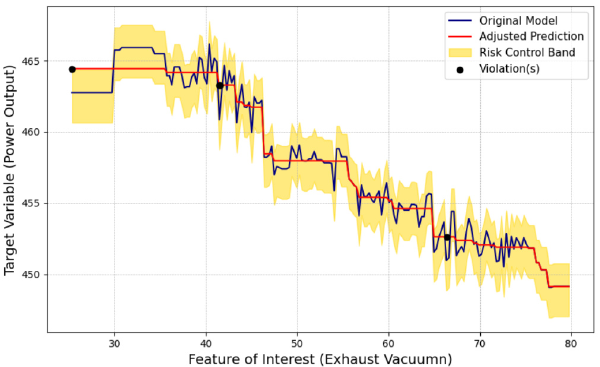 Original Model
Adjusted Prediction
Risk Control Band
Violation(s)
Target Variable (Power Output)
465
460
455
450
30
40
50
60
70
80
Feature of Interest (Exhaust Vacuumn)